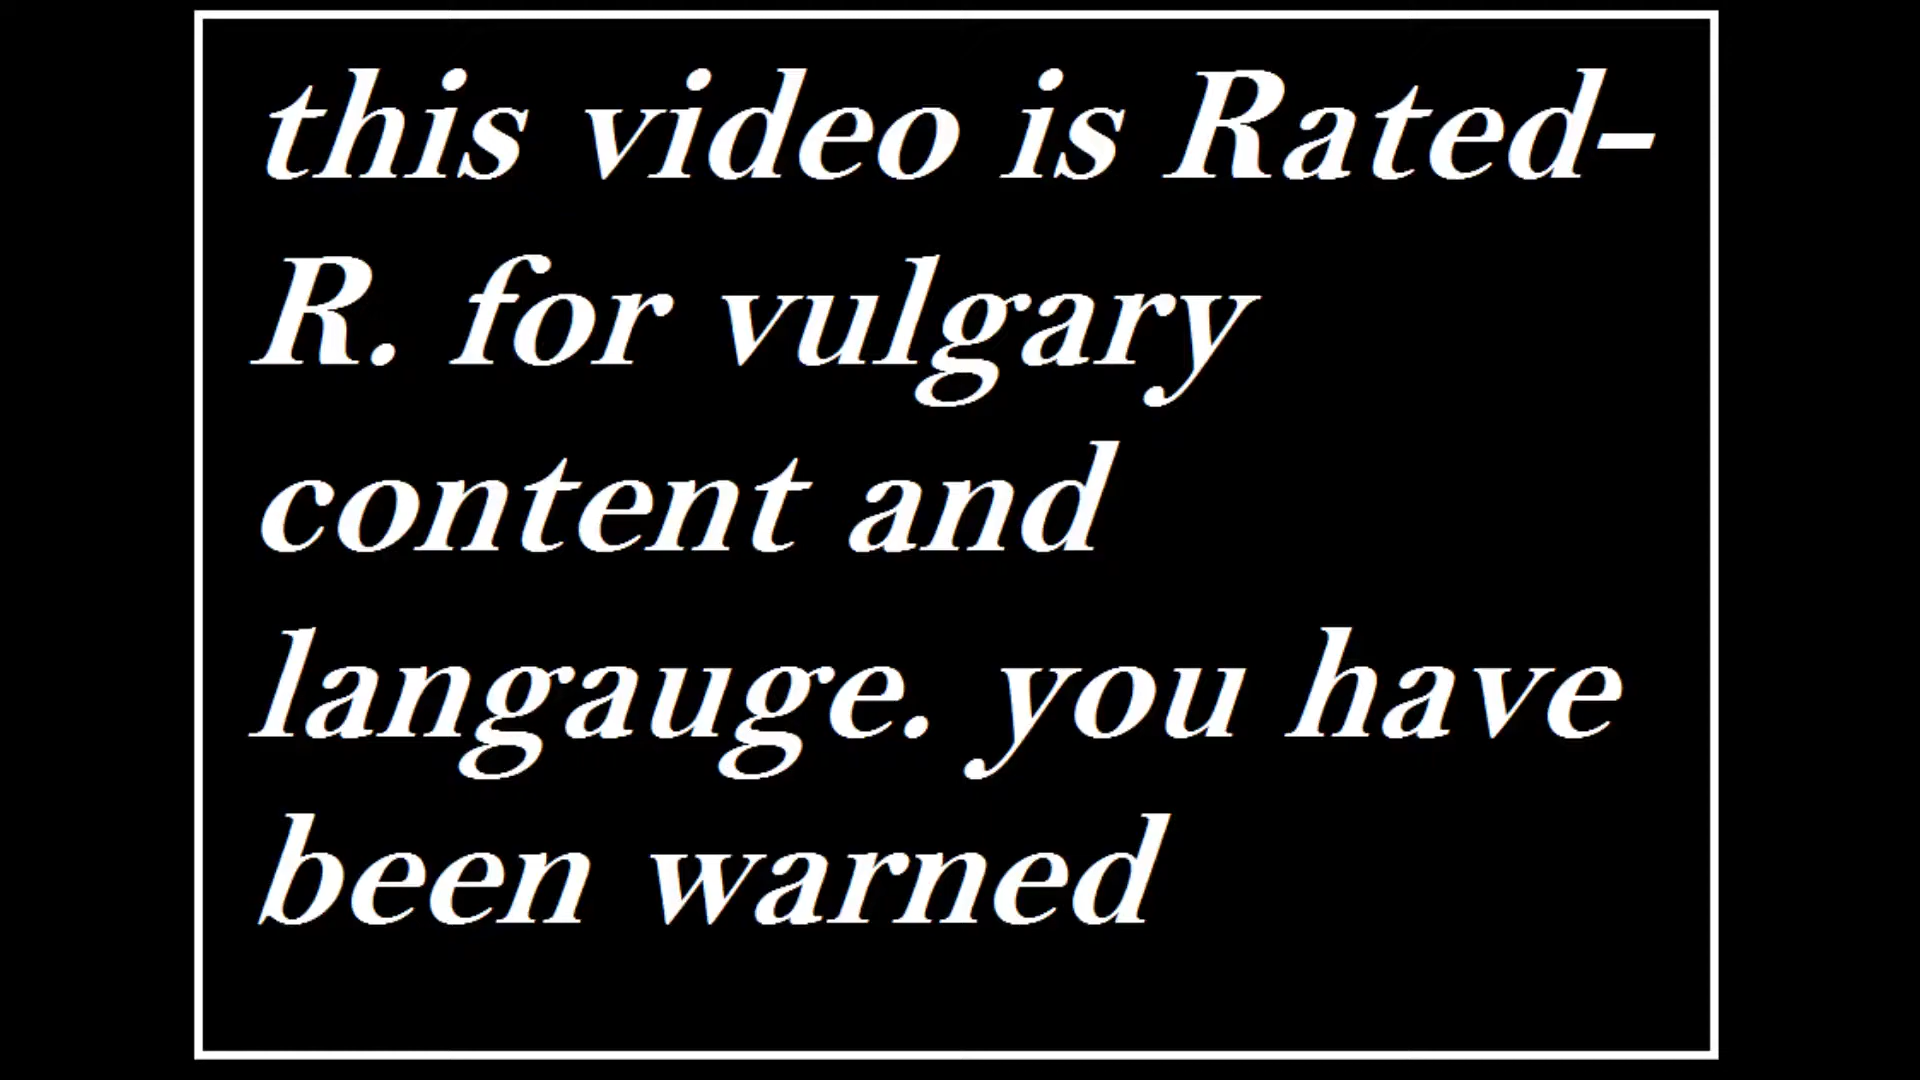 this video is Rated-
R. for vulgary
content and
langauge. you have
been warned